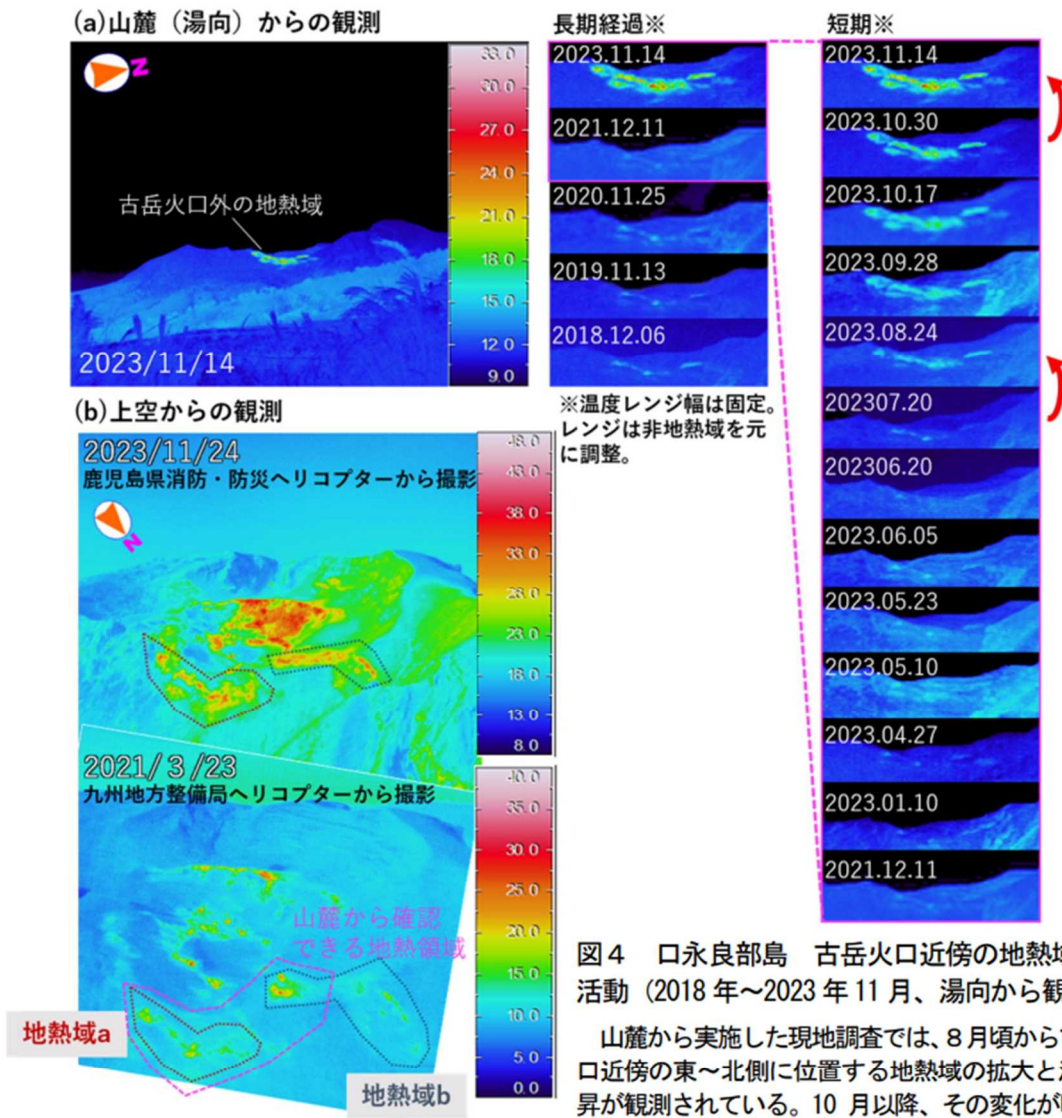 (a)山麓（湯向）からの観測
N
古岳火口外の地熱域
2023/11/14
33.0
30.0
27.0
24.0
21.0
18.0
15.0
12.0
9.0
長期経過※
2023.11.14
2021.12.11
2020.11.25
2019.11.13
2018.12.06
※温度レンジ幅は固定。
レンジは非地熱域を元
に調整。
短期※
2023.11.14
2023.10.30
2023.10.17
2023.09.28
2023.08.24
202307.20
202306.20
2023.06.05
2023.05.23
2023.05.10
2023.04.27
2023.01.10
2021.12.11
(b)上空からの観測
2023/11/24
鹿児島県消防・防災ヘリコプターから撮影
N
48.0
43.0
38.0
33.0
28.0
23.0
18.0
13.0
8.0
2021/ 3 /23
九州地方整備局ヘリコプターから撮影
40.0
35.0
30.0
25.0
20.0
15.0
10.0
5.0
0.0
山麓から確認
できる地熱領域
地熱域a
地熱域b
図４　口永良部島　古岳火口近傍の地熱域
活動（2018 年～2023 年 11 月、湯向から観
山麓から実施した現地調査では、８月頃から
口近傍の東～北側に位置する地熱域の拡大と
昇が観測されている。10 月以降、その変化が